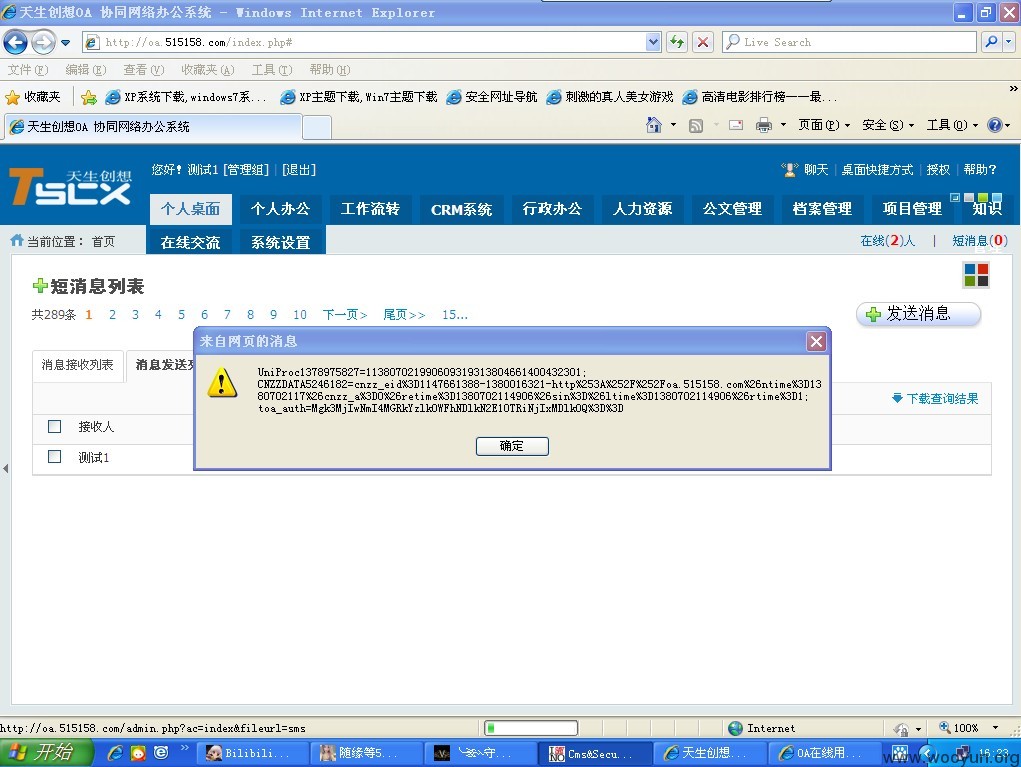 天生创想OA 协同网络办公系统 - Windows Internet Explorer
http://oa.515158.com/index.php#
Live Search
文件(F) 编辑(E) 查看(V) 收藏夹(A) 工具(T) 帮助(H)
收藏夹 XP系统下载,windows7系... XP主题下载,Win7主题下载 安全网址导航 刺激的真人美女游戏 高清电影排行榜一一最...
天生创想OA 协同网络办公系统
页面(P) 安全(S) 工具(O)
TSCX 天生创想
您好! 测试1 [管理组] | [退出]
聊天 | 桌面快捷方式 | 授权 | 帮助?
个人桌面 个人办公 工作流转 CRM系统 行政办公 人力资源 公文管理 档案管理 项目管理 知识
当前位置: 首页
在线交流 系统设置
在线(2)人 | 短消息(0)
短消息列表
共289条 1 2 3 4 5 6 7 8 9 10 下一页> 尾页>> 15...
发送消息
消息接收列表 消息发送列
下载查询结果
接收人
测试1
来自网页的消息
UniProc1378975827=113807021990609319313804661400432301;
CNZZDATA5246182=cnzz_eid%3D1147661388-1380016321-http%253A%252F%252Foa.515158.com%26ntime%3D1
380702117%26cnzz_a%3D0%26retime%3D1380702114906%26sin%3D%26ltime%3D1380702114906%26rtime%3D1;
toa_auth=Mgk3MjIwNmI4MGRkYzlkOWFhNDlkN2E1OTRiNjIxMDlkOQ%3D%3D
确定
http://oa.515158.com/admin.php?ac=index&fileurl=sms
Internet
100%
开始
Bilibili... 随缘等5... Cms&Secu... 天生创想... OA在线用... 16:23
www.wooyun.org